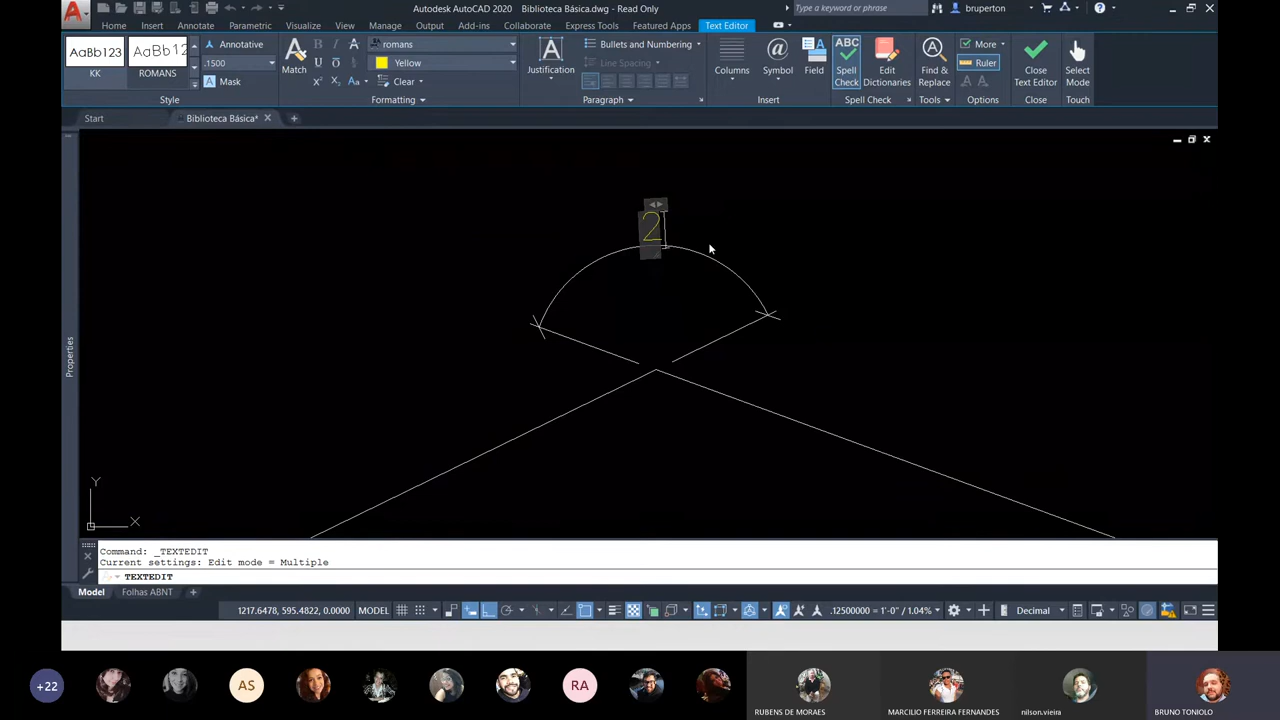 Autodesk AutoCAD 2020 Biblioteca Básica.dwg - Read Only
Type a keyword or phrase
bruperton
Home Insert Annotate Parametric Visualize View Manage Output Add-ins Collaborate Express Tools Featured Apps Text Editor
AaBb123 AaBb12
KK ROMANS
Annotative
.1500
Mask
Style
Match
romans
Yellow
Clear
Formatting
Justification
Bullets and Numbering
Line Spacing
Paragraph
Columns
Symbol
Field
Insert
ABC
Spell
Check
Edit
Dictionaries
Spell Check
Find &
Replace
Tools
More
Ruler
Options
Close
Text Editor
Close
Select
Mode
Touch
Start Biblioteca Básica*
2
Properties
Y
X
Command: _TEXTEDIT
Current settings: Edit mode = Multiple
TEXTEDIT
Model Folhas ABNT
1217.6478, 595.4822, 0.0000 MODEL .12500000 = 1'-0" / 1.04% Decimal
+22 AS RA
RUBENS DE MORAES MARCILIO FERREIRA FERNANDES nilson.vieira BRUNO TONIOLO